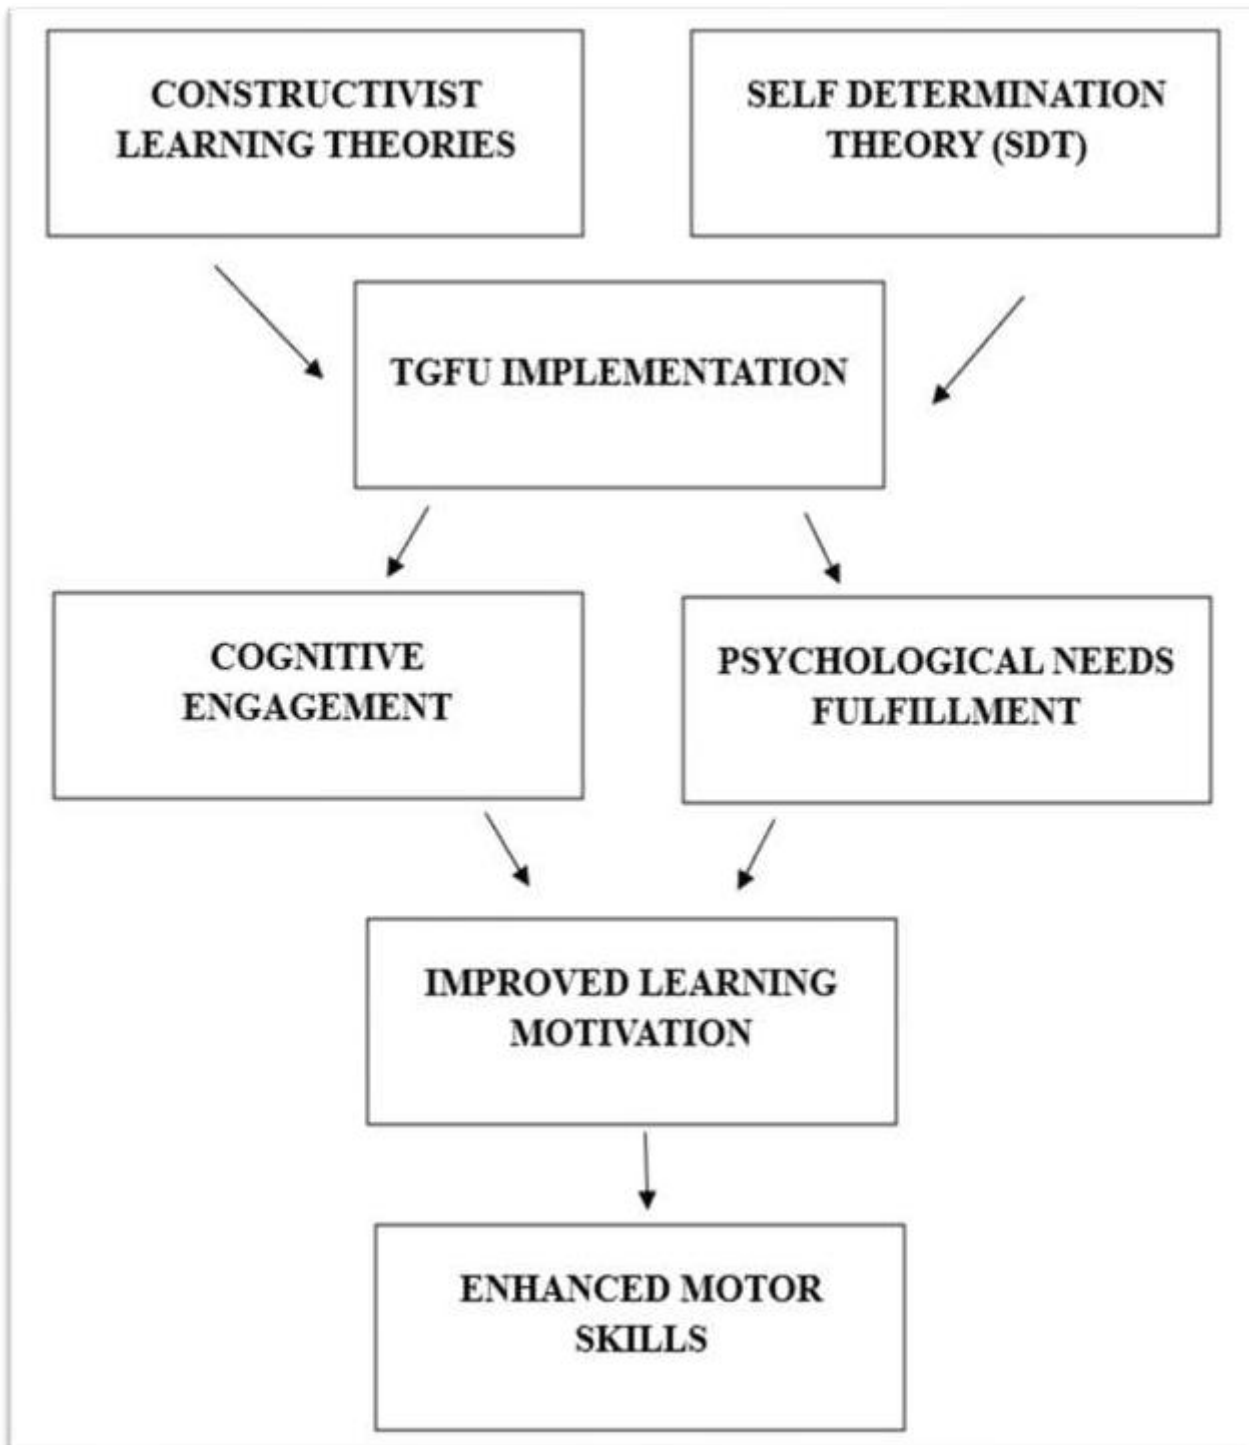 CONSTRUCTIVIST
LEARNING THEORIES
SELF DETERMINATION
THEORY (SDT)
TGFU IMPLEMENTATION
COGNITIVE
ENGAGEMENT
PSYCHOLOGICAL NEEDS
FULFILLMENT
IMPROVED LEARNING
MOTIVATION
ENHANCED MOTOR
SKILLS